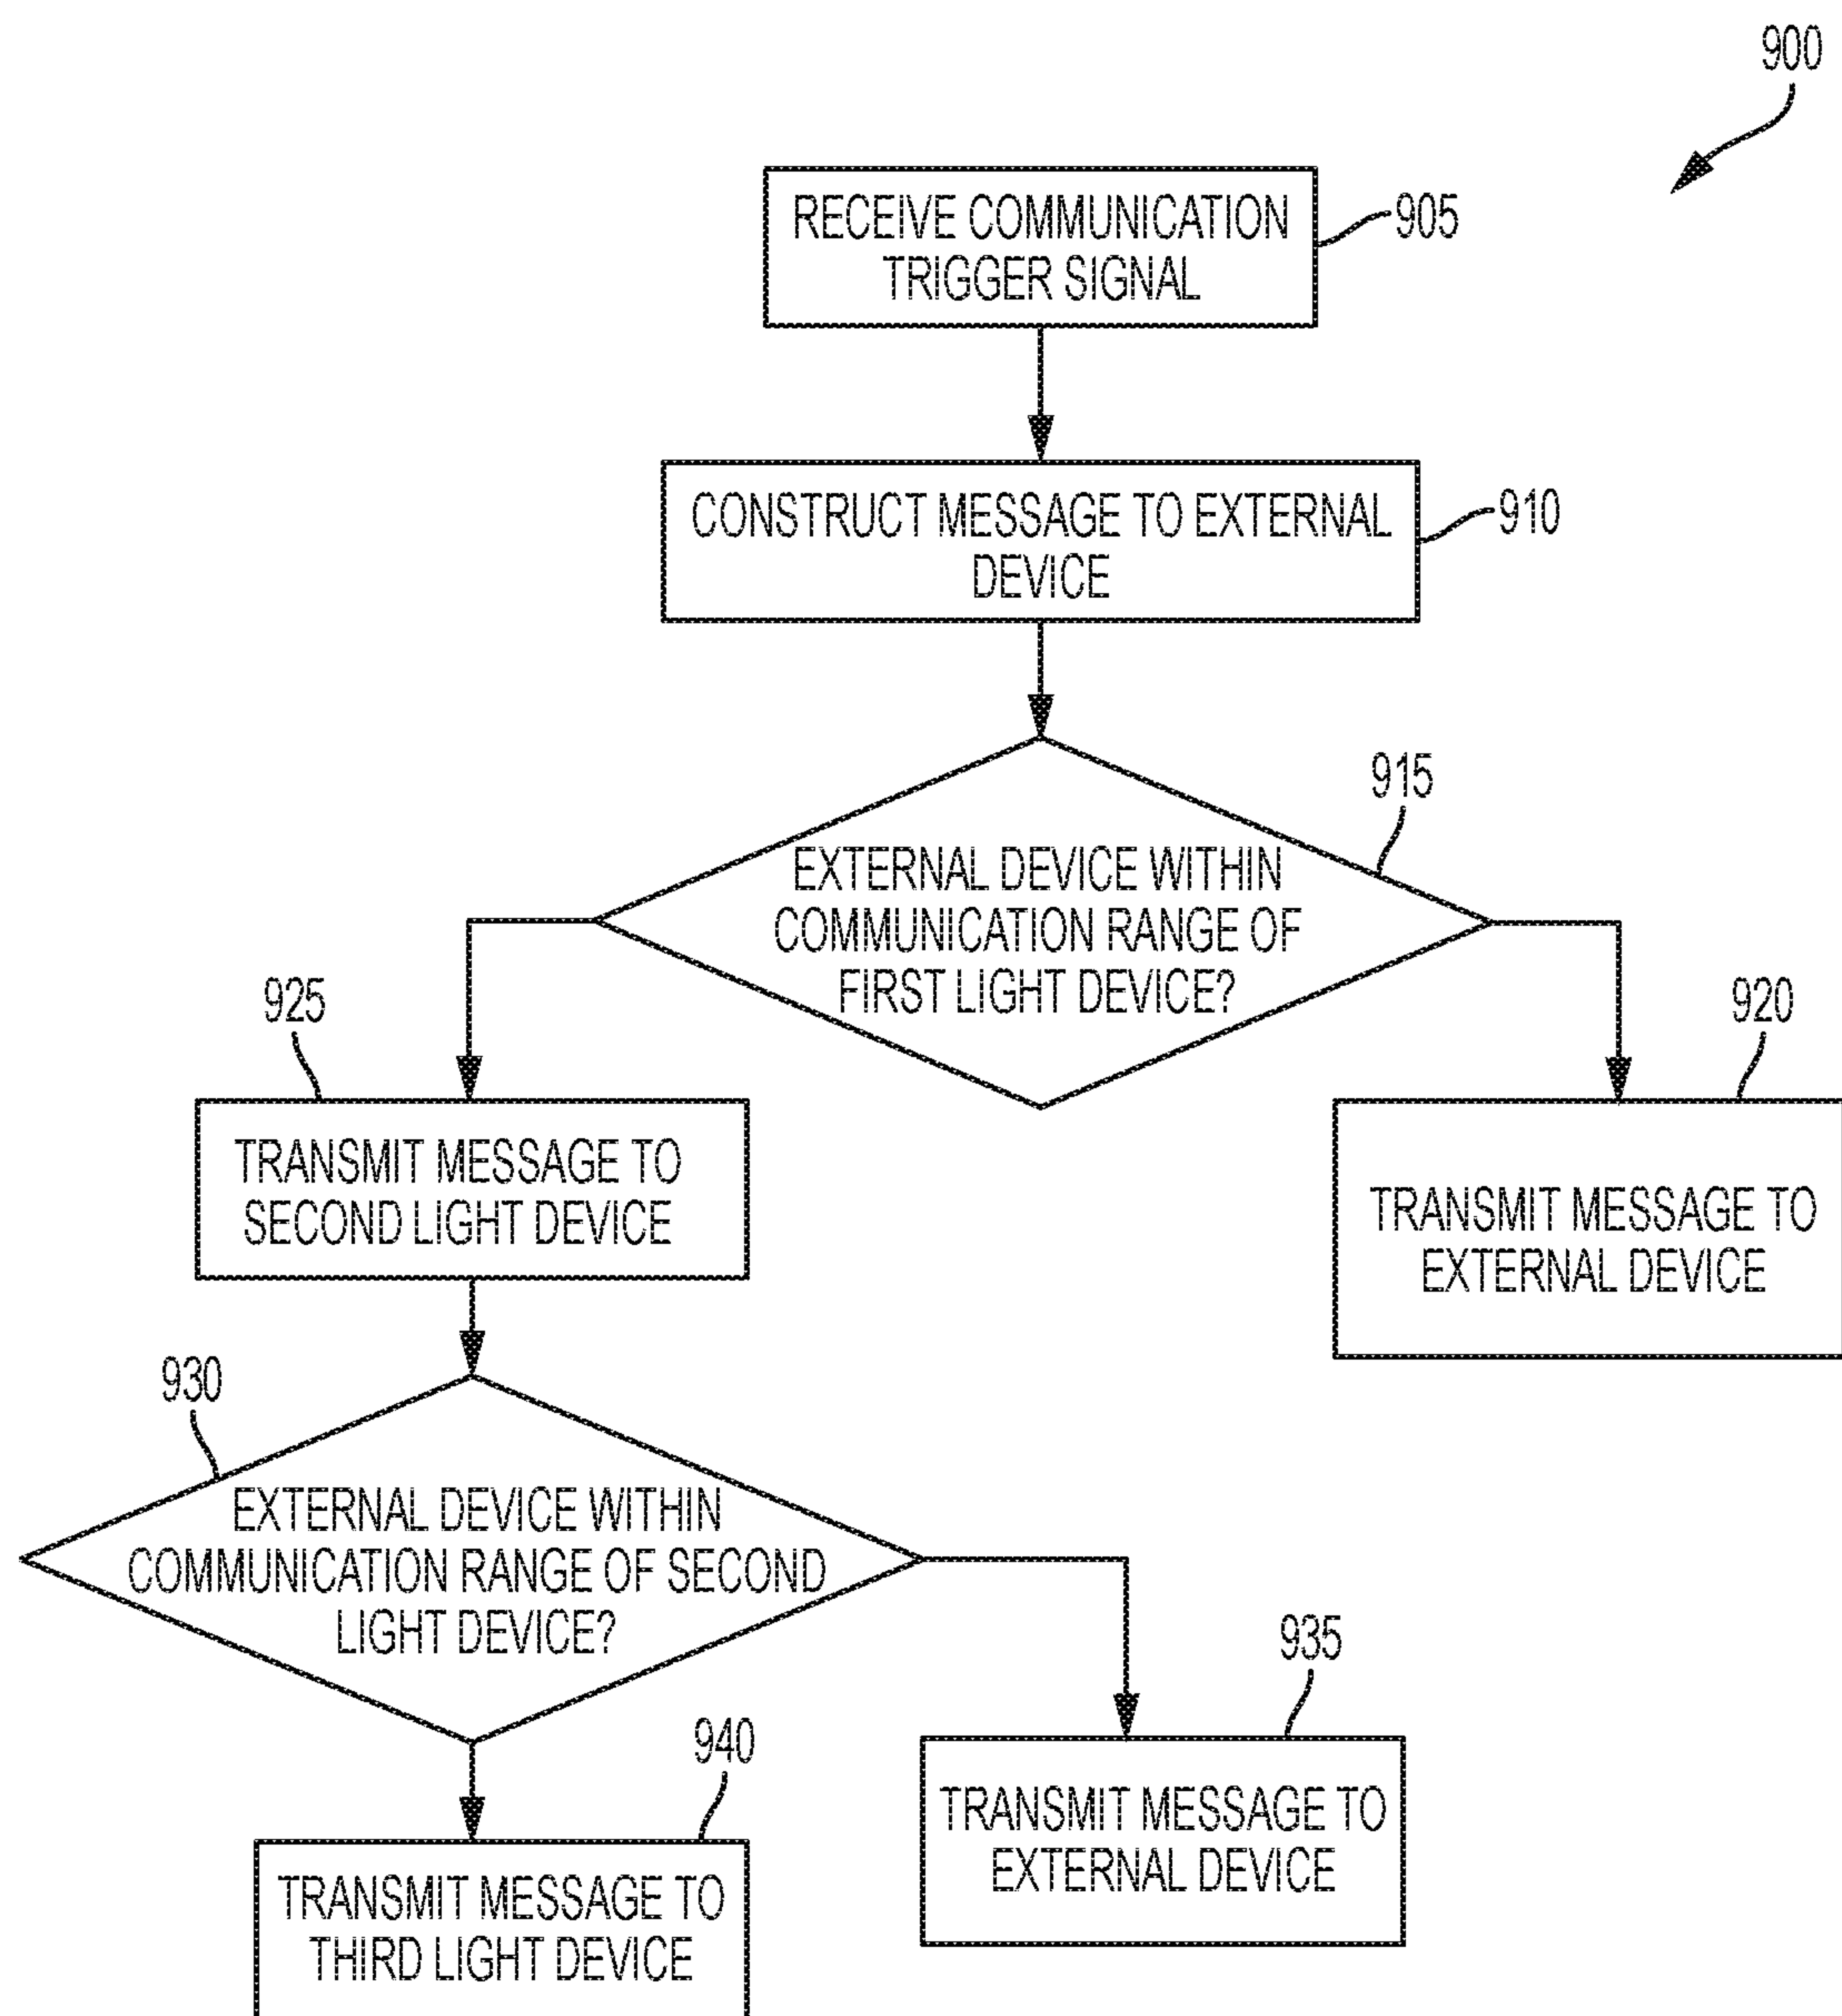 900
RECEIVE COMMUNICATION
TRIGGER SIGNAL
905
CONSTRUCT MESSAGE TO EXTERNAL
DEVICE
910
915
EXTERNAL DEVICE WITHIN
COMMUNICATION RANGE OF
FIRST LIGHT DEVICE?
925
920
TRANSMIT MESSAGE TO
SECOND LIGHT DEVICE
TRANSMIT MESSAGE TO
EXTERNAL DEVICE
930
EXTERNAL DEVICE WITHIN
COMMUNICATION RANGE OF SECOND
LIGHT DEVICE?
935
940
TRANSMIT MESSAGE TO
EXTERNAL DEVICE
TRANSMIT MESSAGE TO
THIRD LIGHT DEVICE